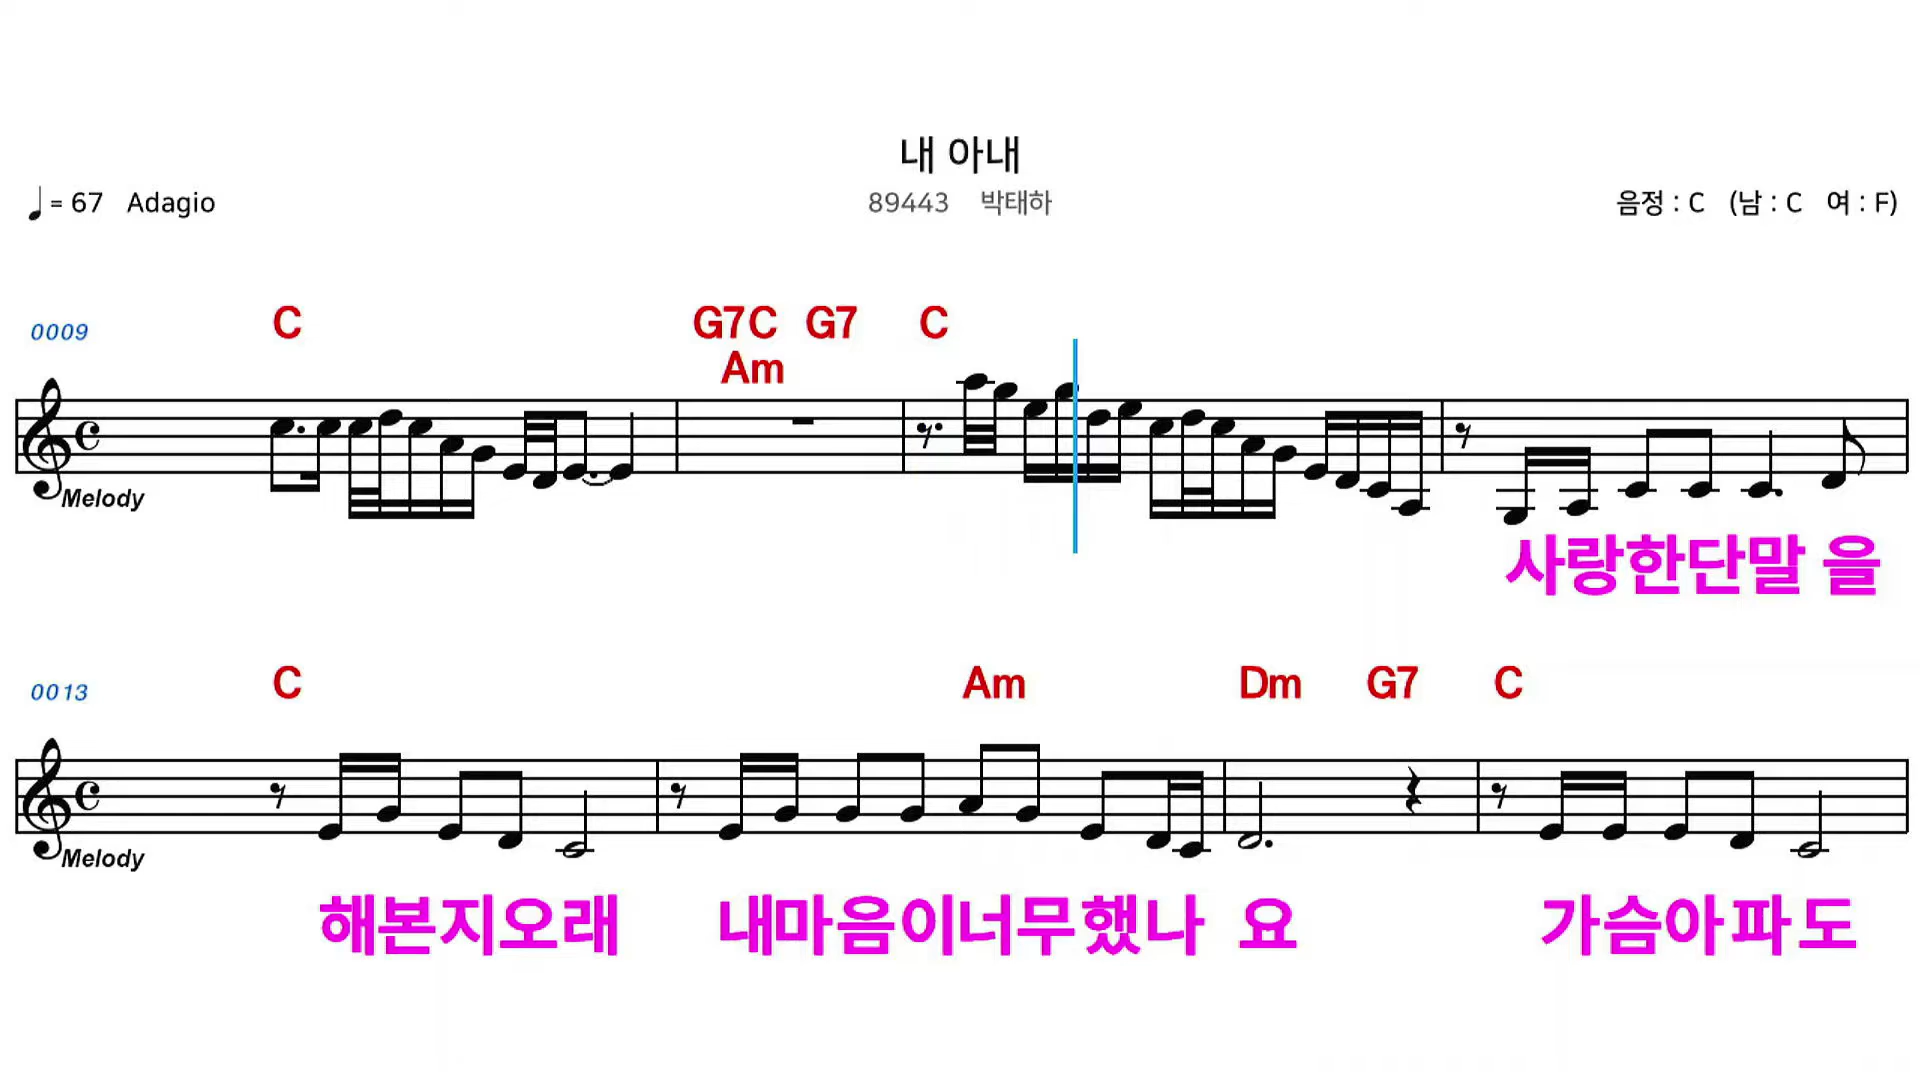 내 아내
♩= 67 Adagio
89443 박태하
음정 : C (남 : C 여 : F)
0009
C G7 C G7 C
Am
Melody
사랑한단말 을
0013
C Am Dm G7 C
Melody
해본지오래 내마음이너무했나 요 가슴아파도